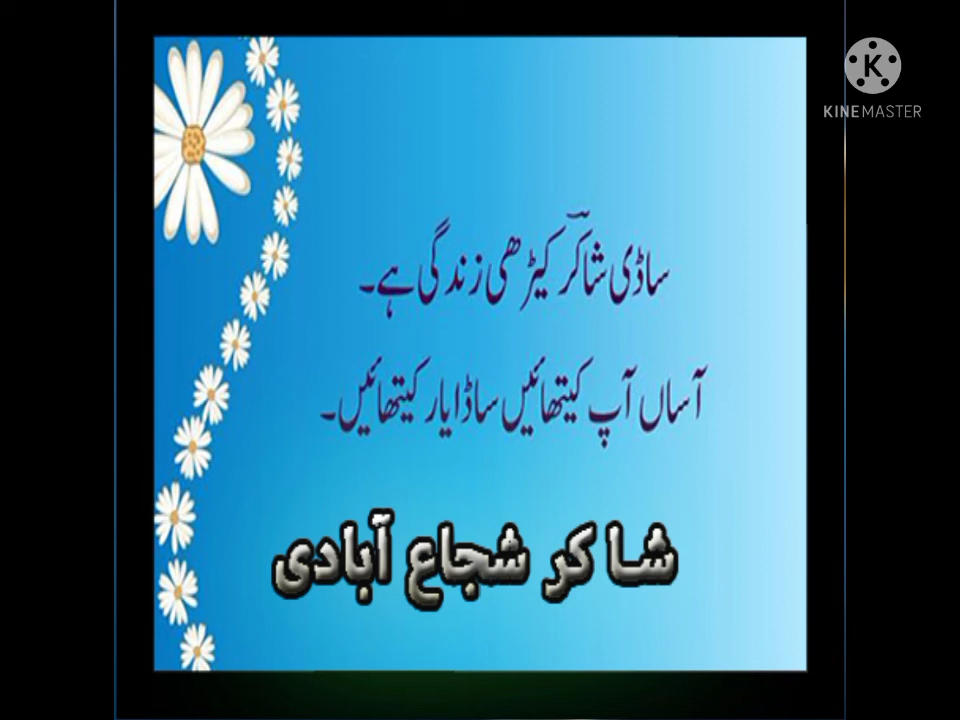 KINEMASTER
ساڈی شاکرؔ کیڑھی زندگی ہے۔
آساں آپ کیتھائیں ساڈا یار کیتھائیں۔
شاکر شجاع آبادی